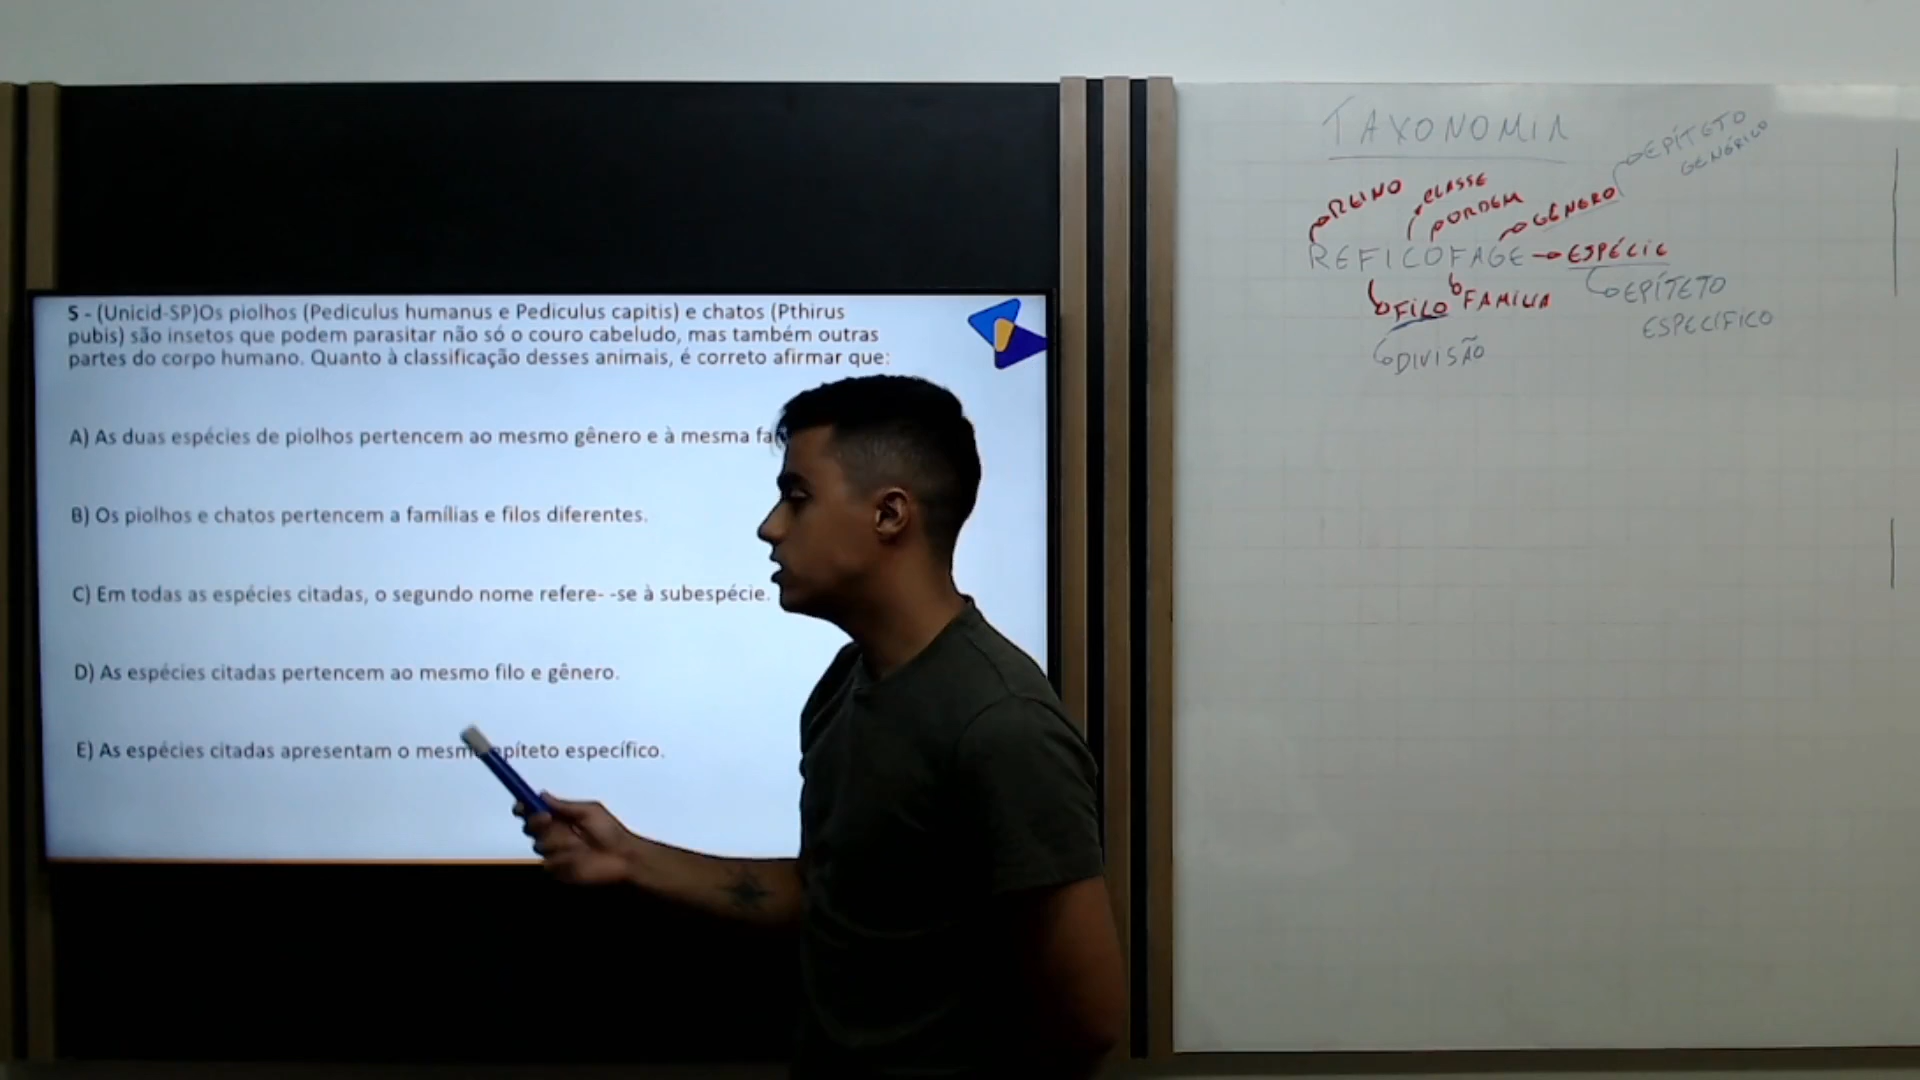 5 - (Unicid-SP)Os piolhos (Pediculus humanus e Pediculus capitis) e chatos (Pthirus
pubis) são insetos que podem parasitar não só o couro cabeludo, mas também outras
partes do corpo humano. Quanto à classificação desses animais, é correto afirmar que:
A) As duas espécies de piolhos pertencem ao mesmo gênero e à mesma
B) Os piolhos e chatos pertencem a famílias e filos diferentes.
C) Em todas as espécies citadas, o segundo nome refere- -se à subespécie.
D) As espécies citadas pertencem ao mesmo filo e gênero.
E) As espécies citadas apresentam o mesmo epíteto específico.
TAXONOMIA
EPÍTETO
GENÉRICO
REINO
CLASSE
ORDEM
GÊNERO
REFICOFAGE
ESPÉCIE
FILO
FAMILIA
EPÍTETO
ESPECÍFICO
DIVISÃO